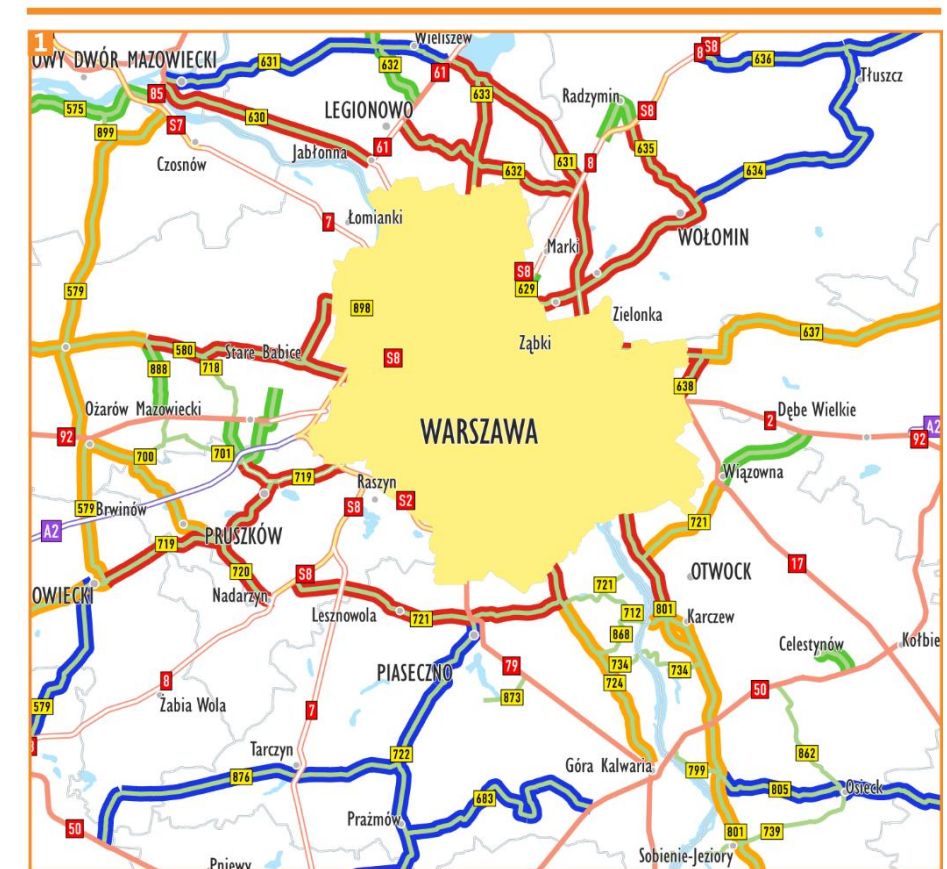 1
Wieliszew
OWY DWÓR MAZOWIECKI
631
632
61
8
S8
636
Tłuszcz
575
85
899
S7
630
LEGIONOWO
633
Radzymin
S8
Czosnów
Jabłonna
61
632
631
8
635
634
7
Łomianki
WOŁOMIN
Marki
S8
629
579
898
Zielonka
Ząbki
637
580
718
Stare Babice
S8
888
638
Ożarów Mazowiecki
WARSZAWA
2
Dębe Wielkie
A2
92
92
700
701
719
Wiązowna
Raszyn
S2
579
Brwinów
S8
A2
PRUSZKÓW
721
719
OWIECKI
720
S8
OTWOCK
17
Nadarzyn
Lesznowola
721
721
712
801
Karczew
868
Celestynów
Kołbie
PIASECZNO
734
734
724
79
8
873
50
579
Żabia Wola
7
862
Tarczyn
722
Góra Kalwaria
799
876
805
Osieck
683
50
Prażmów
801
739
Sobienie-Jeziory
Pniewy